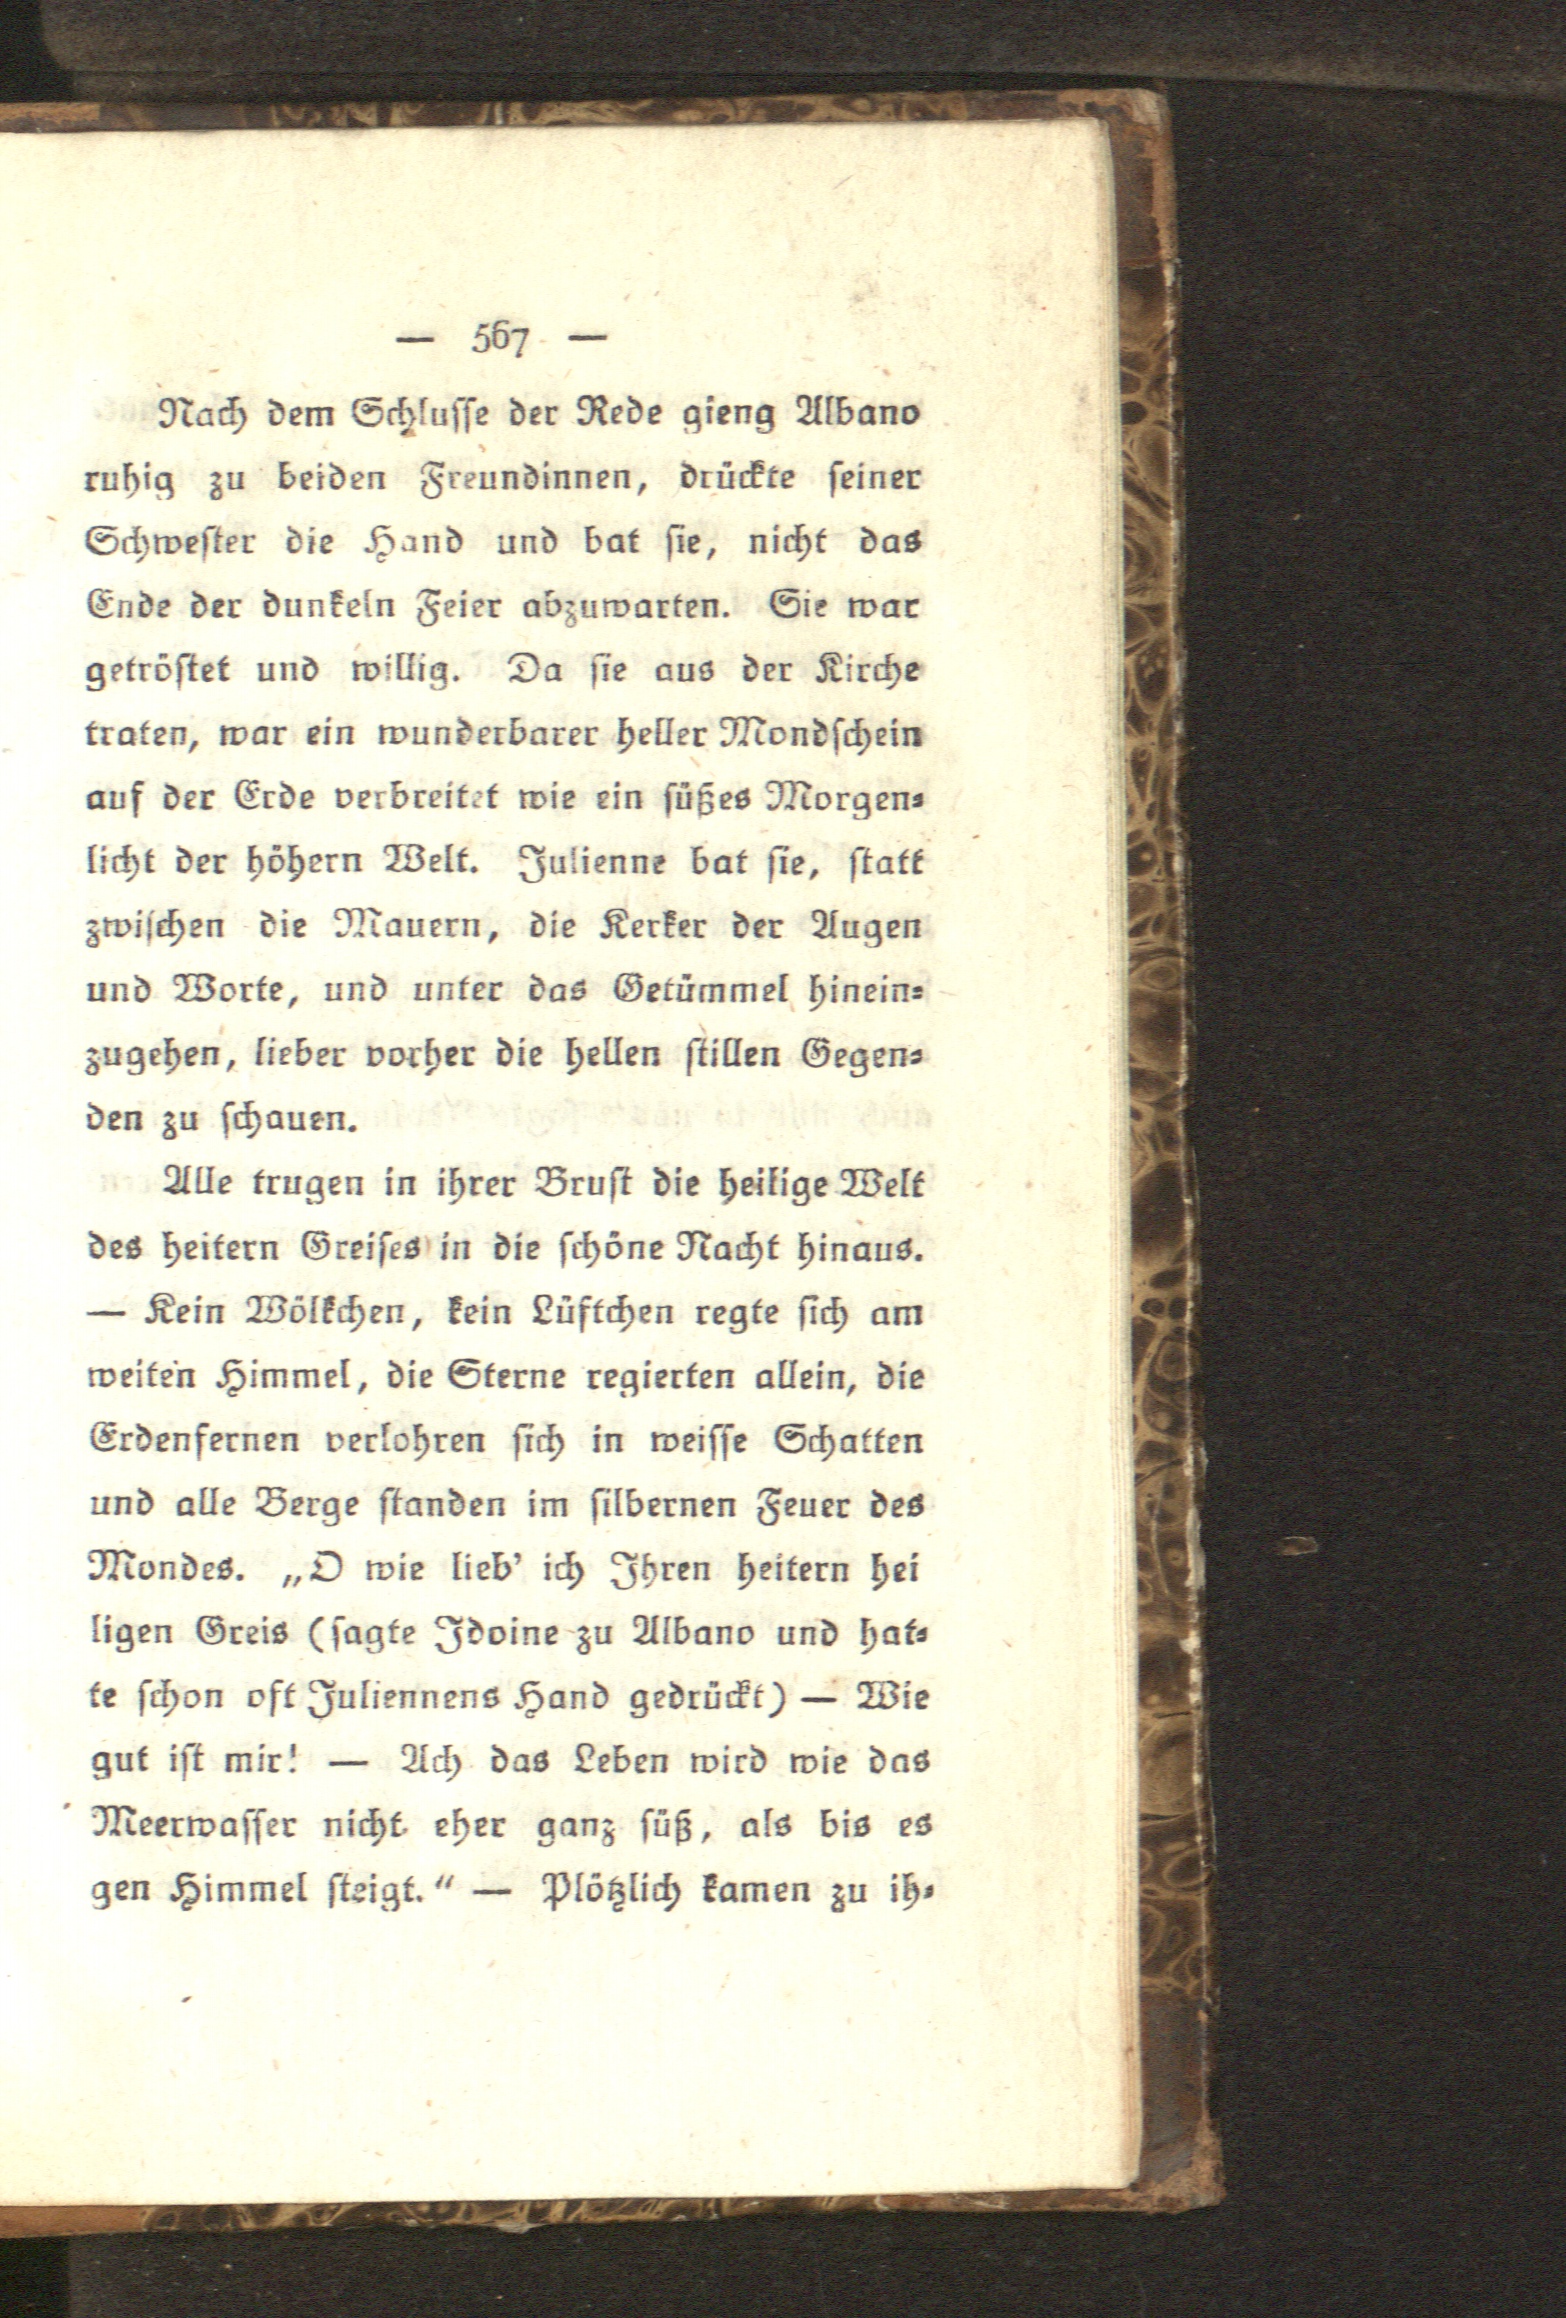 — 567 —
Nach dem Schlusse der Rede gieng Albano
ruhig zu beiden Freundinnen, drückte seiner
Schwester die Hand und bat sie, nicht das
Ende der dunkeln Feier abzuwarten. Sie war
getröstet und willig. Da sie aus der Kirche
traten, war ein wunderbarer heller Mondschein
auf der Erde verbreitet wie ein süßes Morgen-
licht der höhern Welt. Julienne bat sie, statt
zwischen die Mauern, die Kerker der Augen
und Worte, und unter das Getümmel hinein-
zugehen, lieber vorher die hellen stillen Gegen-
den zu schauen.
Alle trugen in ihrer Brust die heilige Welt
des heitern Greises in die schöne Nacht hinaus.
— Kein Wölkchen, kein Lüftchen regte sich am
weiten Himmel, die Sterne regierten allein, die
Erdenfernen verlohren sich in weisse Schatten
und alle Berge standen im silbernen Feuer des
Mondes. „O wie lieb' ich Ihren heitern hei
ligen Greis (sagte Idoine zu Albano und hat-
te schon oft Juliennens Hand gedrückt) — Wie
gut ist mir! — Ach das Leben wird wie das
Meerwasser nicht eher ganz süß, als bis es
gen Himmel steigt.“ — Plötzlich kamen zu ih-